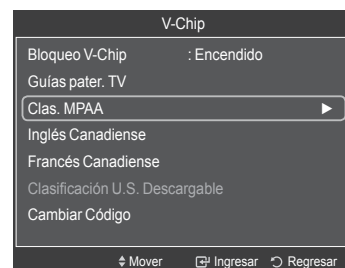 V-Chip
Bloqueo V-Chip : Encendido
Guías pater. TV
Clas. MPAA
Inglés Canadiense
Francés Canadiense
Clasificación U.S. Descargable
Cambiar Código
Mover Ingresar Regresar